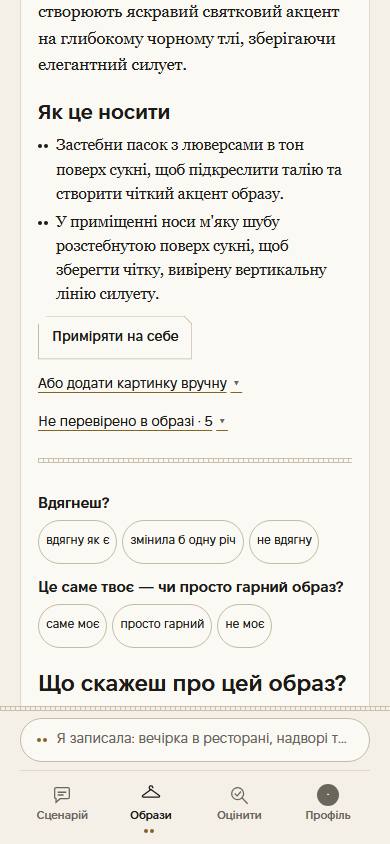 створюють яскравий святковий акцент
на глибокому чорному тлі, зберігаючи
елегантний силует.
Як це носити
•• Застебни пасок з люверсами в тон
поверх сукні, щоб підкреслити талію та
створити чіткий акцент образу.
•• У приміщенні носи м'яку шубу
розстебнутою поверх сукні, щоб
зберегти чітку, вивірену вертикальну
лінію силуету.
Приміряти на себе
Або додати картинку вручну ▾
Не перевірено в образі · 5 ▾
Вдягнеш?
вдягну як є змінила б одну річ не вдягну
Це саме твоє — чи просто гарний образ?
саме моє просто гарний не моє
Що скажеш про цей образ?
•• Я записала: вечірка в ресторані, надворі т...
Сценарій Образи Оцінити Профіль